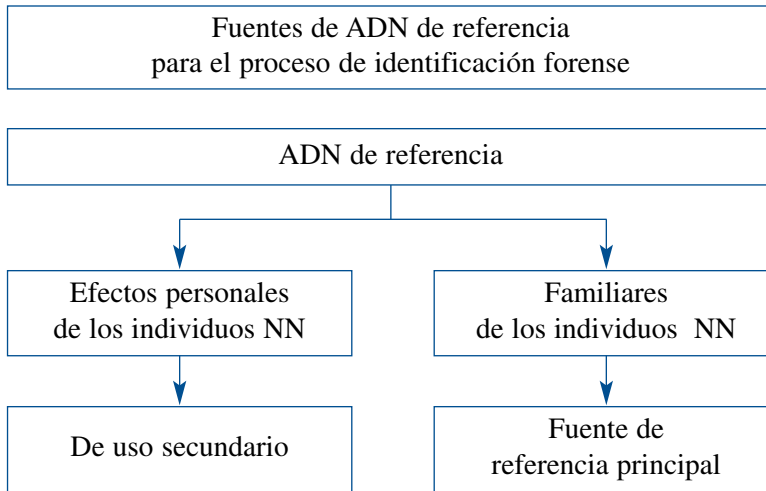 Fuentes de ADN de referencia
para el proceso de identificación forense
ADN de referencia
Efectos personales
de los individuos NN
Familiares
de los individuos NN
De uso secundario
Fuente de
referencia principal